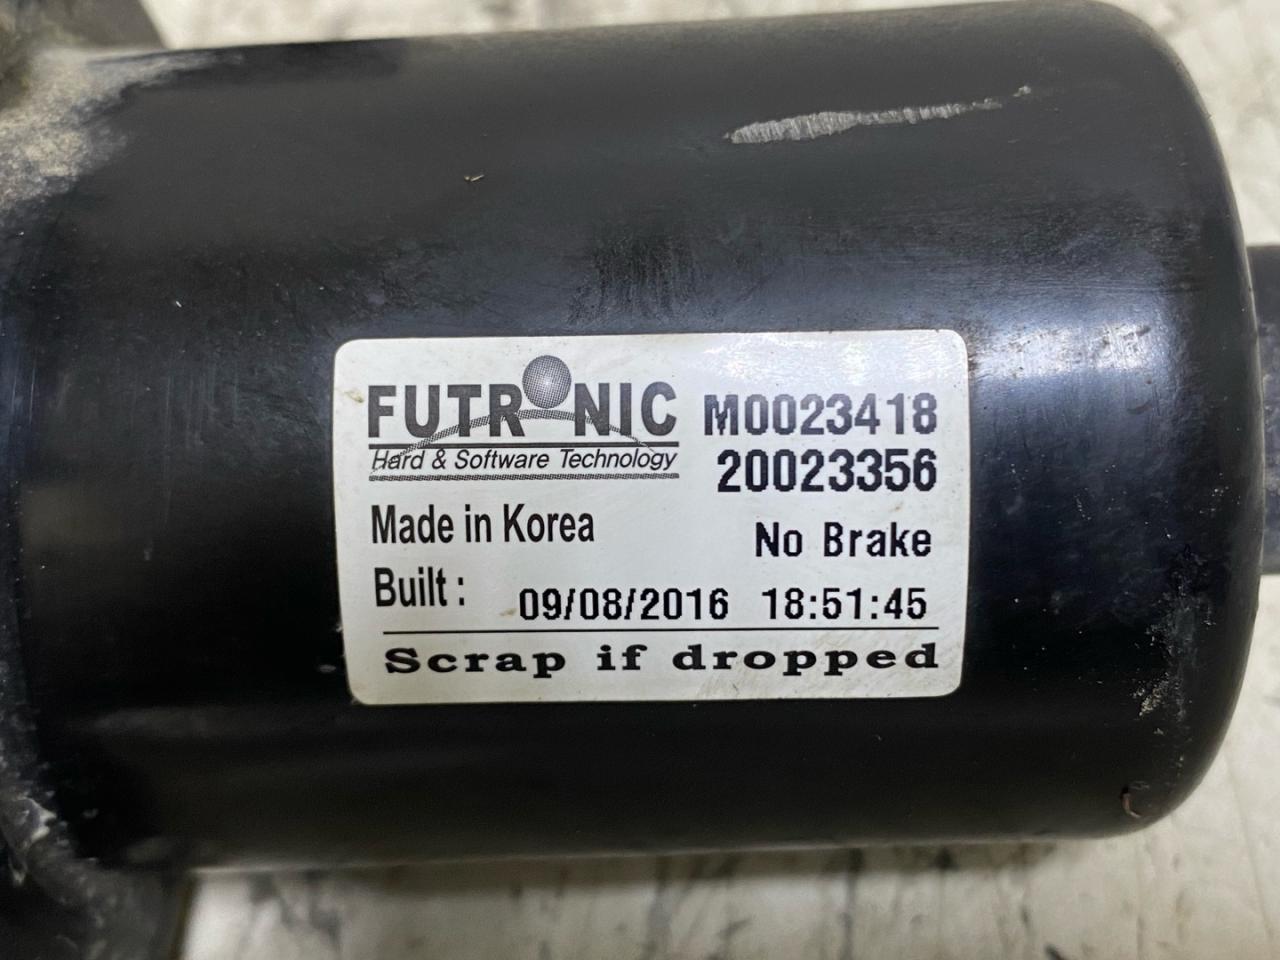 FUTRONIC
Hard & Software Technology
M0023418
20023356
Made in Korea
No Brake
Built : 09/08/2016 18:51:45
Scrap if dropped